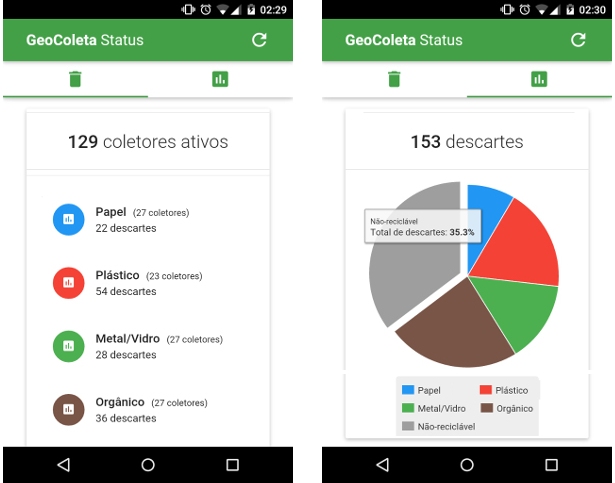 02:29
GeoColeta Status
129 coletores ativos
Papel (27 coletores)
22 descartes
Plástico (23 coletores)
54 descartes
Metal/Vidro (27 coletores)
28 descartes
Orgânico (27 coletores)
36 descartes
02:30
GeoColeta Status
153 descartes
Não-reciclável
Total de descartes: 35.3%
Papel Plástico
Metal/Vidro Orgânico
Não-reciclável